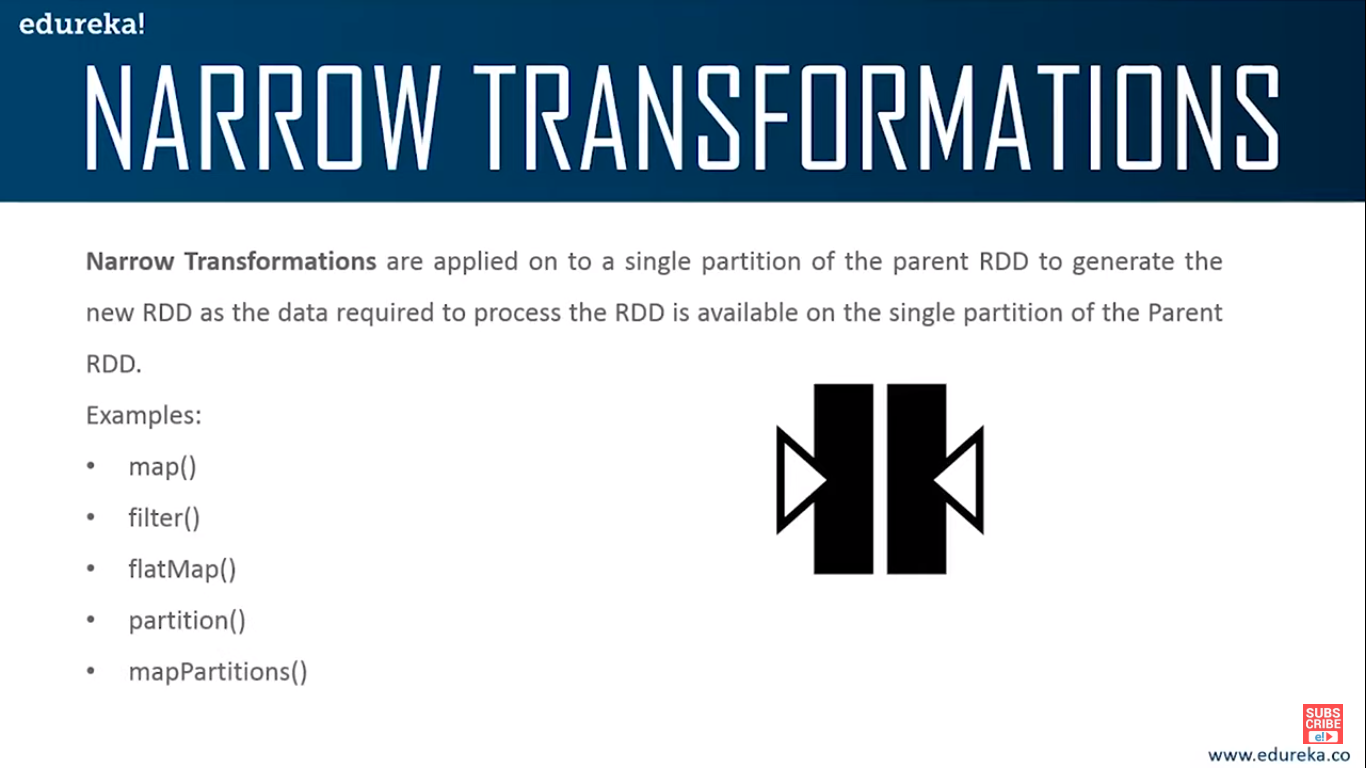 edureka!
NARROW TRANSFORMATIONS
Narrow Transformations are applied on to a single partition of the parent RDD to generate the
new RDD as the data required to process the RDD is available on the single partition of the Parent
RDD.
Examples:
• map()
• filter()
• flatMap()
• partition()
• mapPartitions()
SUBS
CRIBE
e!
www.edureka.co